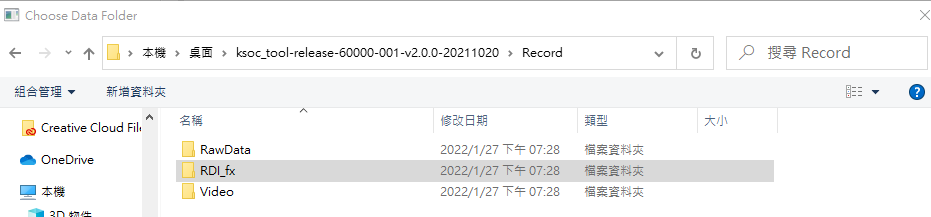 Choose Data Folder
本機 > 桌面 > ksoc_tool-release-60000-001-v2.0.0-20211020 > Record
搜尋 Record
組合管理 新增資料夾
名稱 修改日期 類型 大小
Creative Cloud File
OneDrive
本機
3D 物件
RawData 2022/1/27 下午 07:28 檔案資料夾
RDI_fx 2022/1/27 下午 07:28 檔案資料夾
Video 2022/1/27 下午 07:28 檔案資料夾